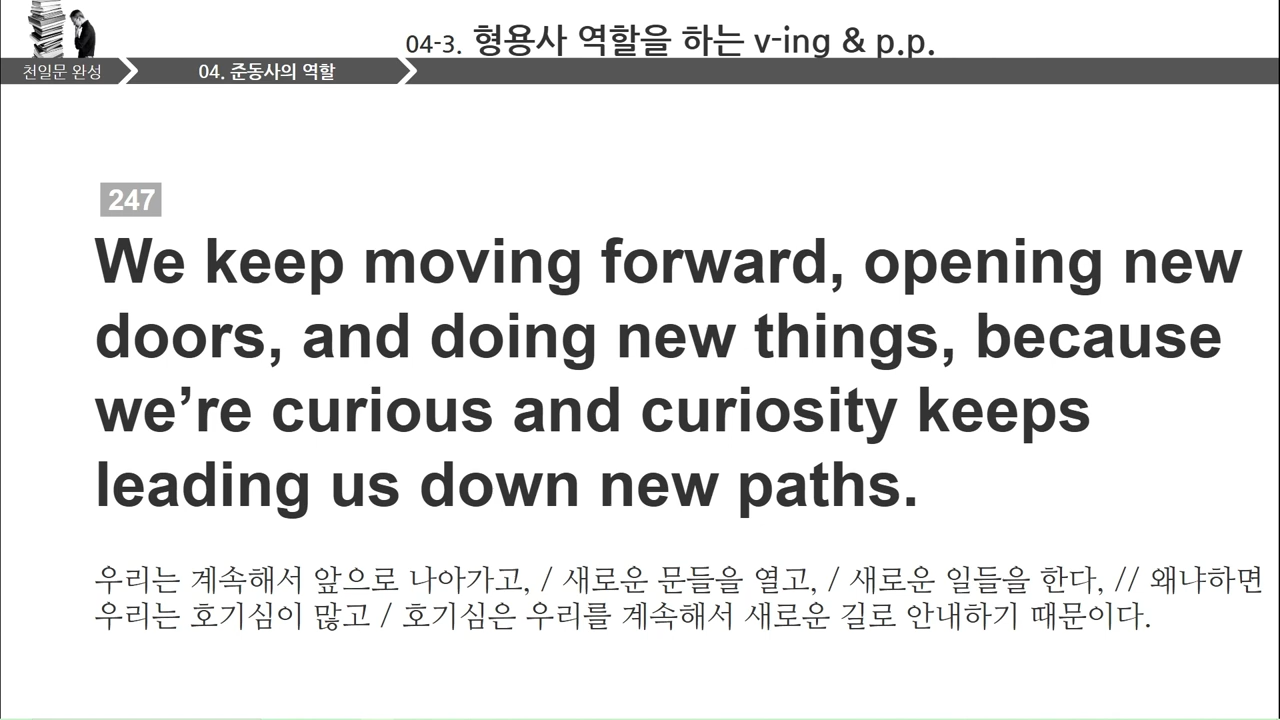 04-3. 형용사 역할을 하는 v-ing & p.p.
천일문 완성
04. 준동사의 역할
247
We keep moving forward, opening new
doors, and doing new things, because
we’re curious and curiosity keeps
leading us down new paths.
우리는 계속해서 앞으로 나아가고, / 새로운 문들을 열고, / 새로운 일들을 한다, // 왜냐하면
우리는 호기심이 많고 / 호기심은 우리를 계속해서 새로운 길로 안내하기 때문이다.